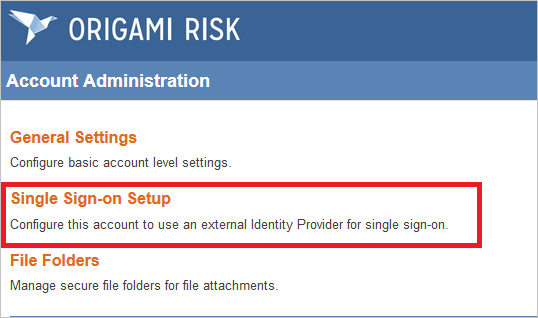 ORIGAMI RISK
Account Administration
General Settings
Configure basic account level settings.
Single Sign-on Setup
Configure this account to use an external Identity Provider for single sign-on.
File Folders
Manage secure file folders for file attachments.